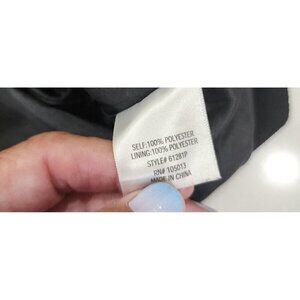 SELF:100% POLYESTER
LINING:100% POLYESTER
STYLE# 61281P
RN# 105013
MADE IN CHINA